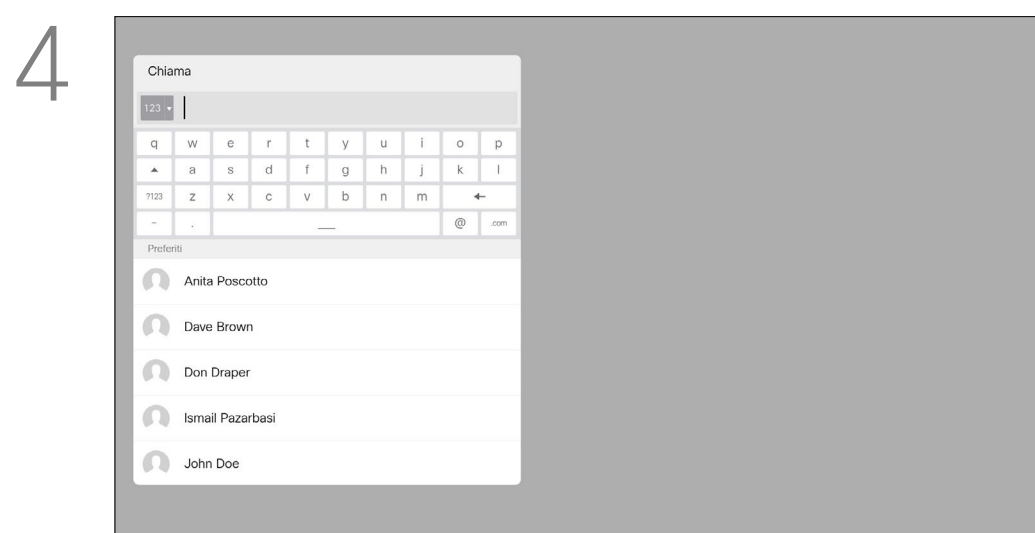 4
Chiama
123
q w e r t y u i o p
a s d f g h j k l
?123 z x c v b n m
- . @ .com
Preferiti
Anita Poscotto
Dave Brown
Don Draper
Ismail Pazarbasi
John Doe